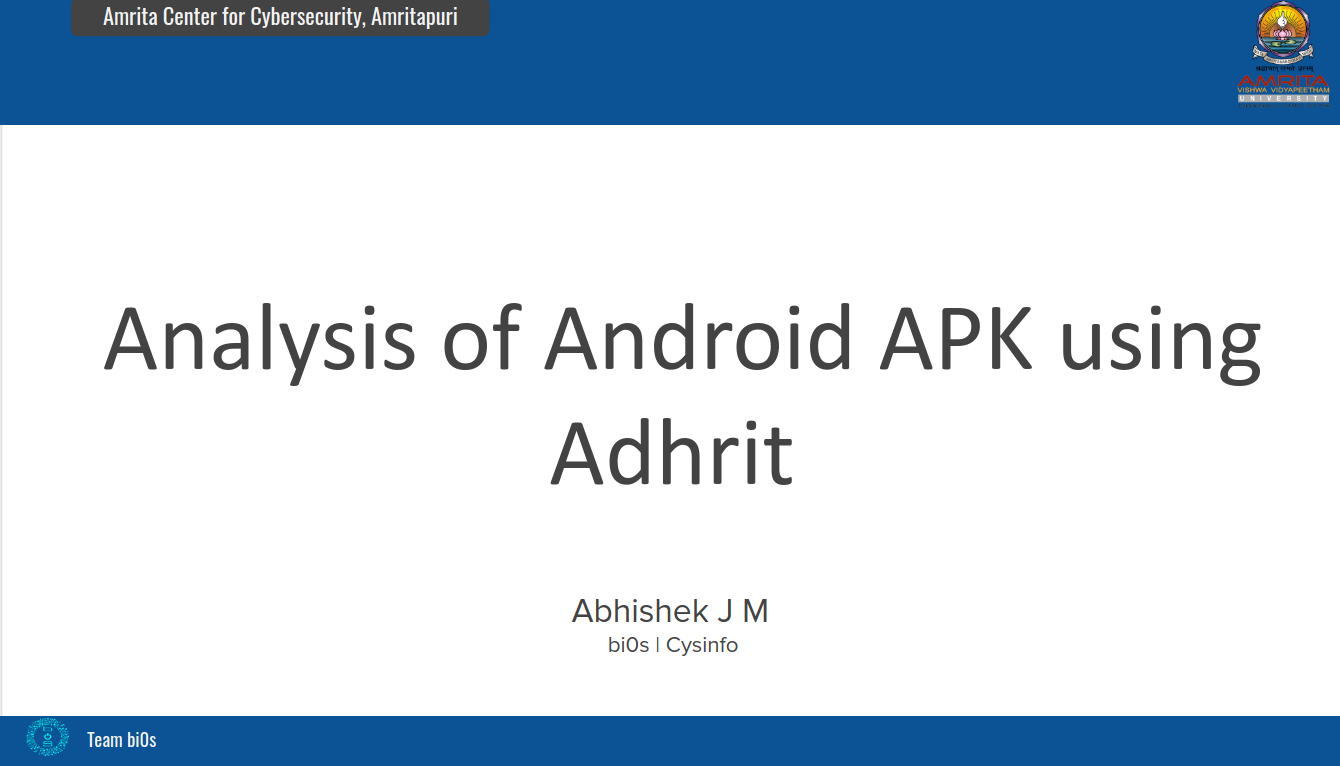 Amrita Center for Cybersecurity, Amritapuri
AMRITA
VISHWA VIDYAPEETHAM
UNIVERSITY
Analysis of Android APK using
Adhrit
Abhishek J M
bi0s | Cysinfo
Team bi0s